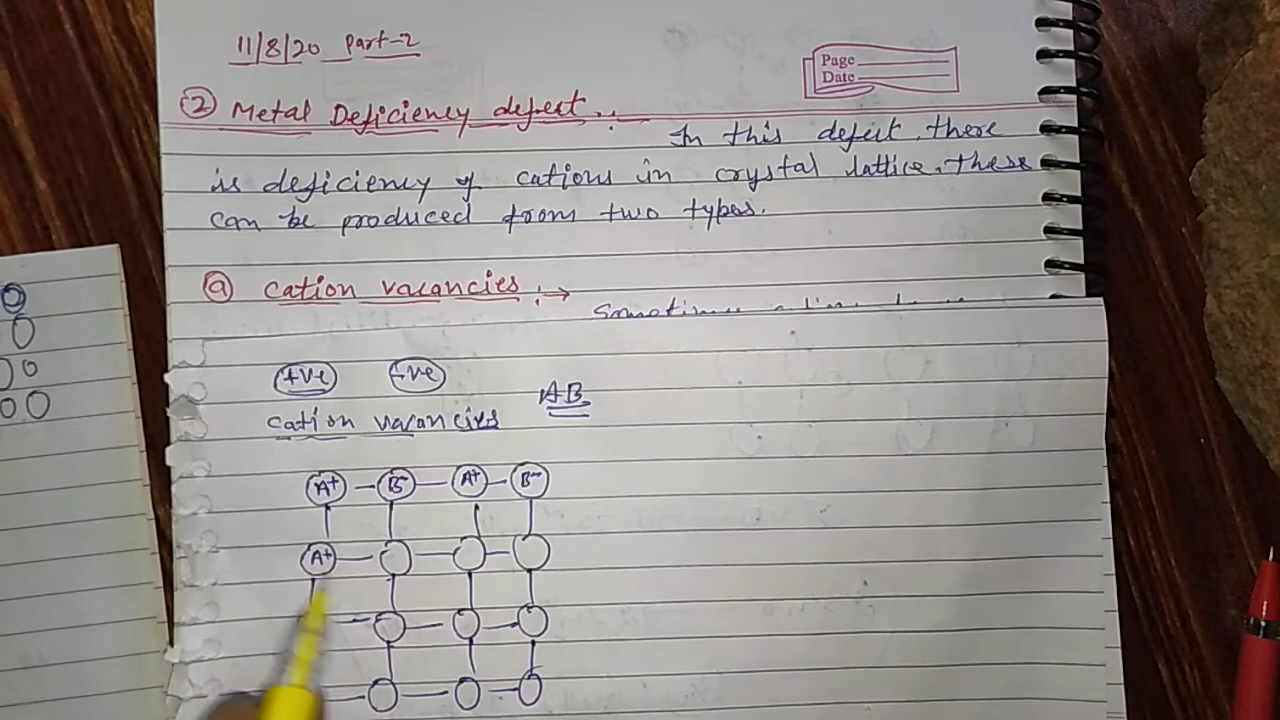 11/8/20 Part-2
Page
Date
② Metal Deficiency defect :-
In this defect, there
is deficiency of cations in crystal lattice. These
can be produced from two types.
ⓐ Cation vacancies :→
Sometimes
+ve -ve
cation vacancies AB
A+ B- A+ B-
A+